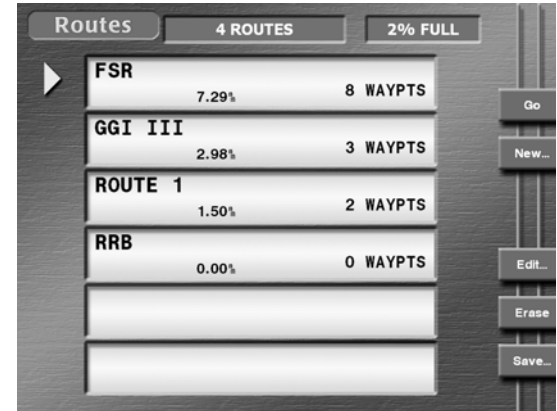 Routes 4 ROUTES 2% FULL
FSR
7.29% 8 WAYPTS
Go
GGI III
2.98% 3 WAYPTS
New...
ROUTE 1
1.50% 2 WAYPTS
RRB
0.00% 0 WAYPTS
Edit...
Erase
Save...